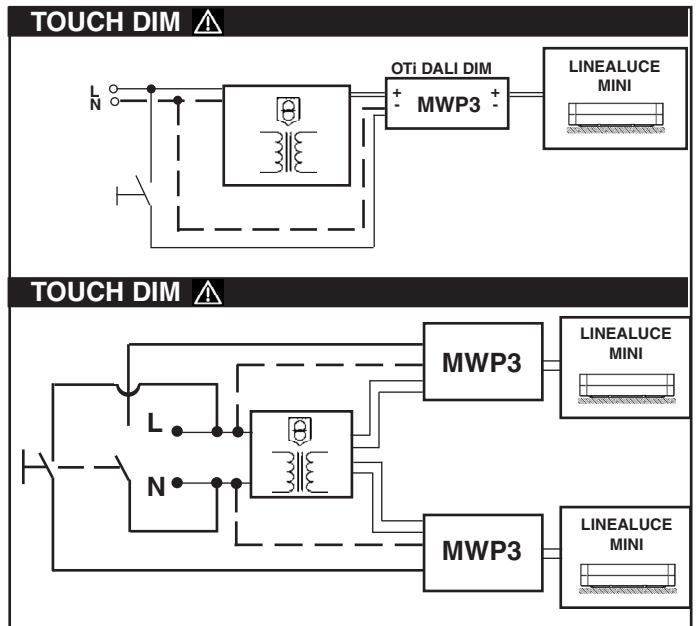 TOUCH DIM
OTi DALI DIM
LINEALUCE
MINI
L
N
+ +
- MWP3 -
TOUCH DIM
MWP3
LINEALUCE
MINI
L
N
MWP3
LINEALUCE
MINI